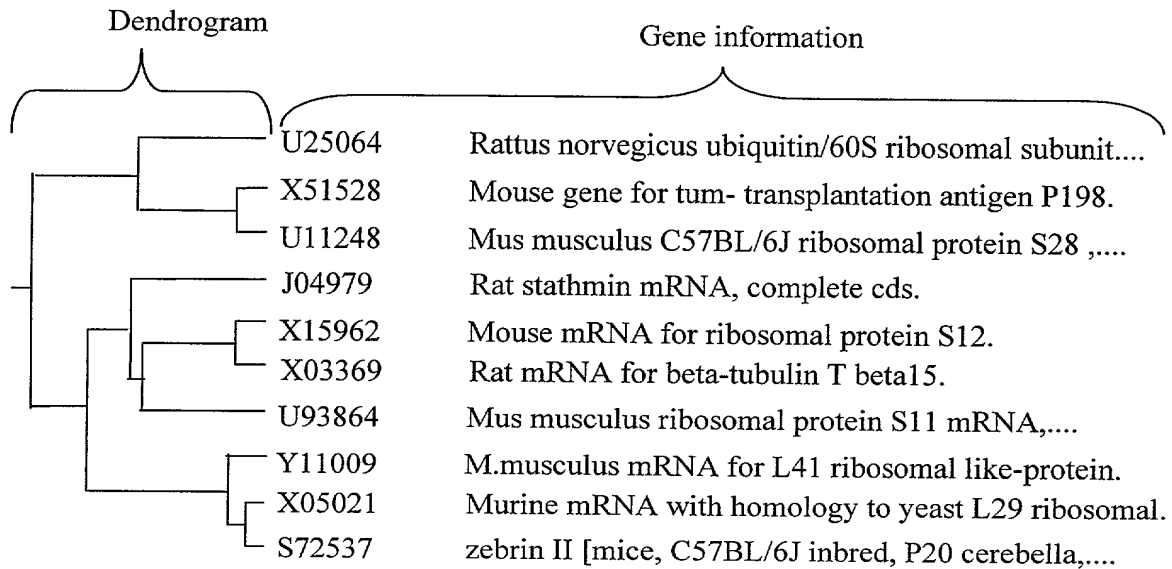 Dendrogram
Gene information
U25064 Rattus norvegicus ubiquitin/60S ribosomal subunit....
X51528 Mouse gene for tum- transplantation antigen P198.
U11248 Mus musculus C57BL/6J ribosomal protein S28 ,....
J04979 Rat stathmin mRNA, complete cds.
X15962 Mouse mRNA for ribosomal protein S12.
X03369 Rat mRNA for beta-tubulin T beta15.
U93864 Mus musculus ribosomal protein S11 mRNA,....
Y11009 M.musculus mRNA for L41 ribosomal like-protein.
X05021 Murine mRNA with homology to yeast L29 ribosomal.
S72537 zebrin II [mice, C57BL/6J inbred, P20 cerebella,....